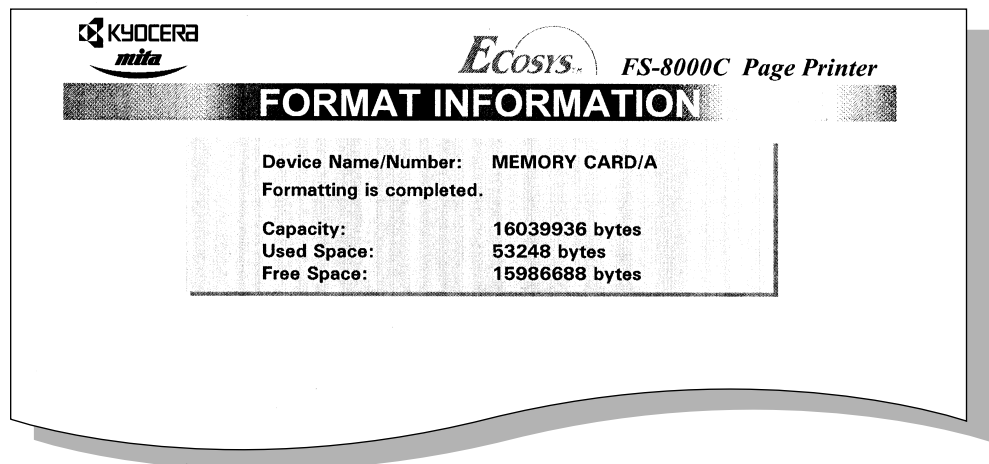 KYOCERA
mita
ECOSYS™ FS-8000C Page Printer
FORMAT INFORMATION
Device Name/Number: MEMORY CARD/A
Formatting is completed.
Capacity: 16039936 bytes
Used Space: 53248 bytes
Free Space: 15986688 bytes